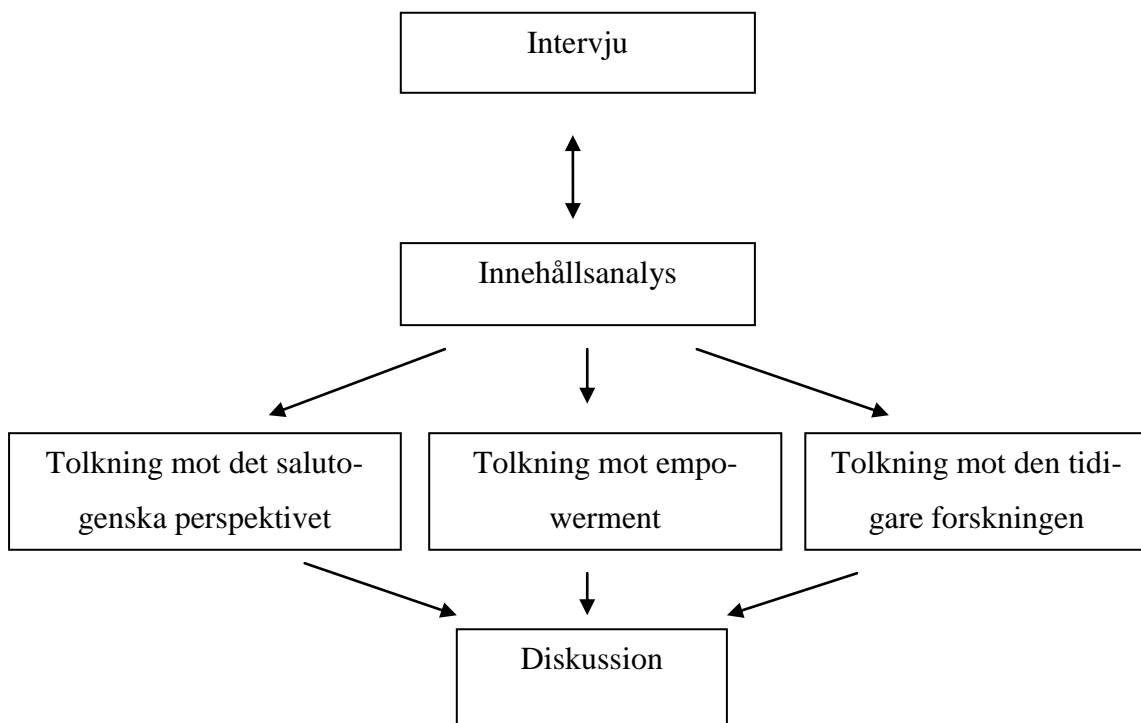 Intervju
Innehållsanalys
Tolkning mot det saluto-
genska perspektivet
Tolkning mot empo-
werment
Tolkning mot den tidi-
gare forskningen
Diskussion